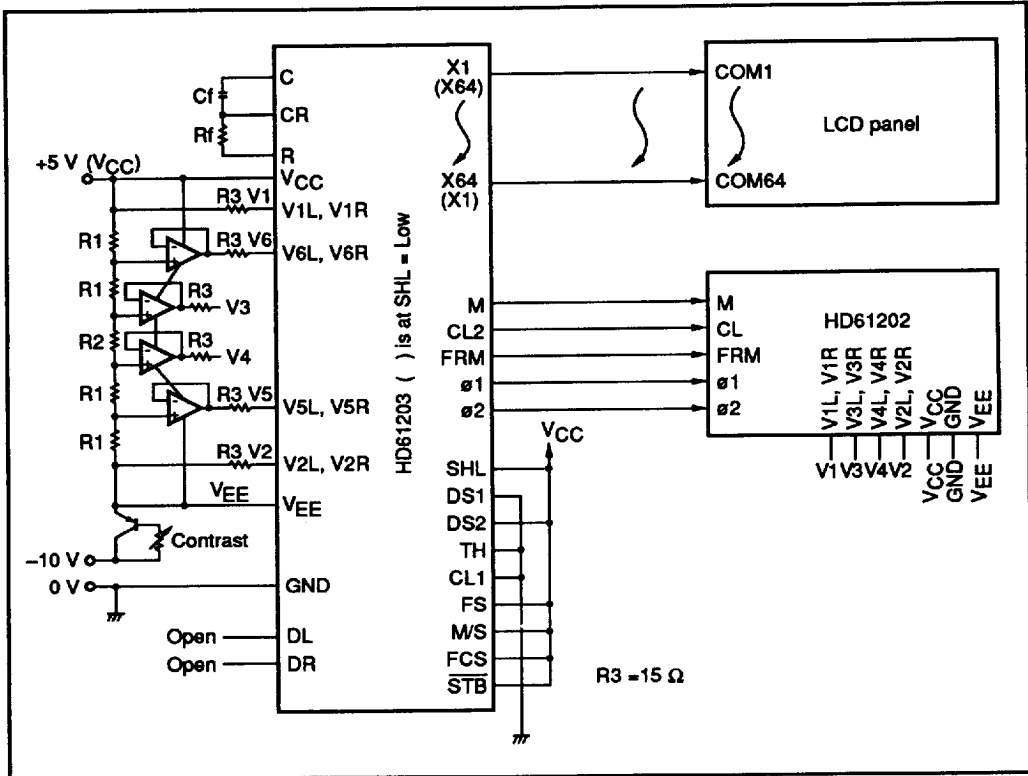 C
Cf
CR
Rf
R
+5 V (VCC)
VCC
R3 V1
V1L, V1R
R1
R3 V6
V6L, V6R
R1
R3
V3
R2
R3
V4
R1
R3 V5
V5L, V5R
R1
R3 V2
V2L, V2R
VEE
VEE
Contrast
–10 V
0 V
GND
Open
DL
Open
DR
HD61203 ( ) is at SHL = Low
X1
(X64)
X64
(X1)
M
CL2
FRM
ø1
ø2
VCC
SHL
DS1
DS2
TH
CL1
FS
M/S
FCS
STB
COM1
LCD panel
COM64
M
HD61202
CL
FRM
ø1
ø2
V1L, V1R
V3L, V3R
V4L, V4R
V2L, V2R
VCC
GND
VEE
V1
V3
V4
V2
VCC
GND
VEE
R3 =15 Ω